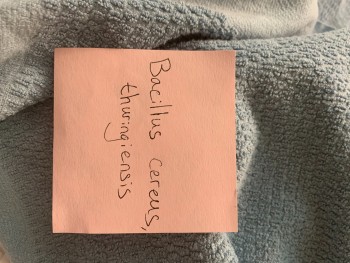 Bacillus cereus,
thuringiensis